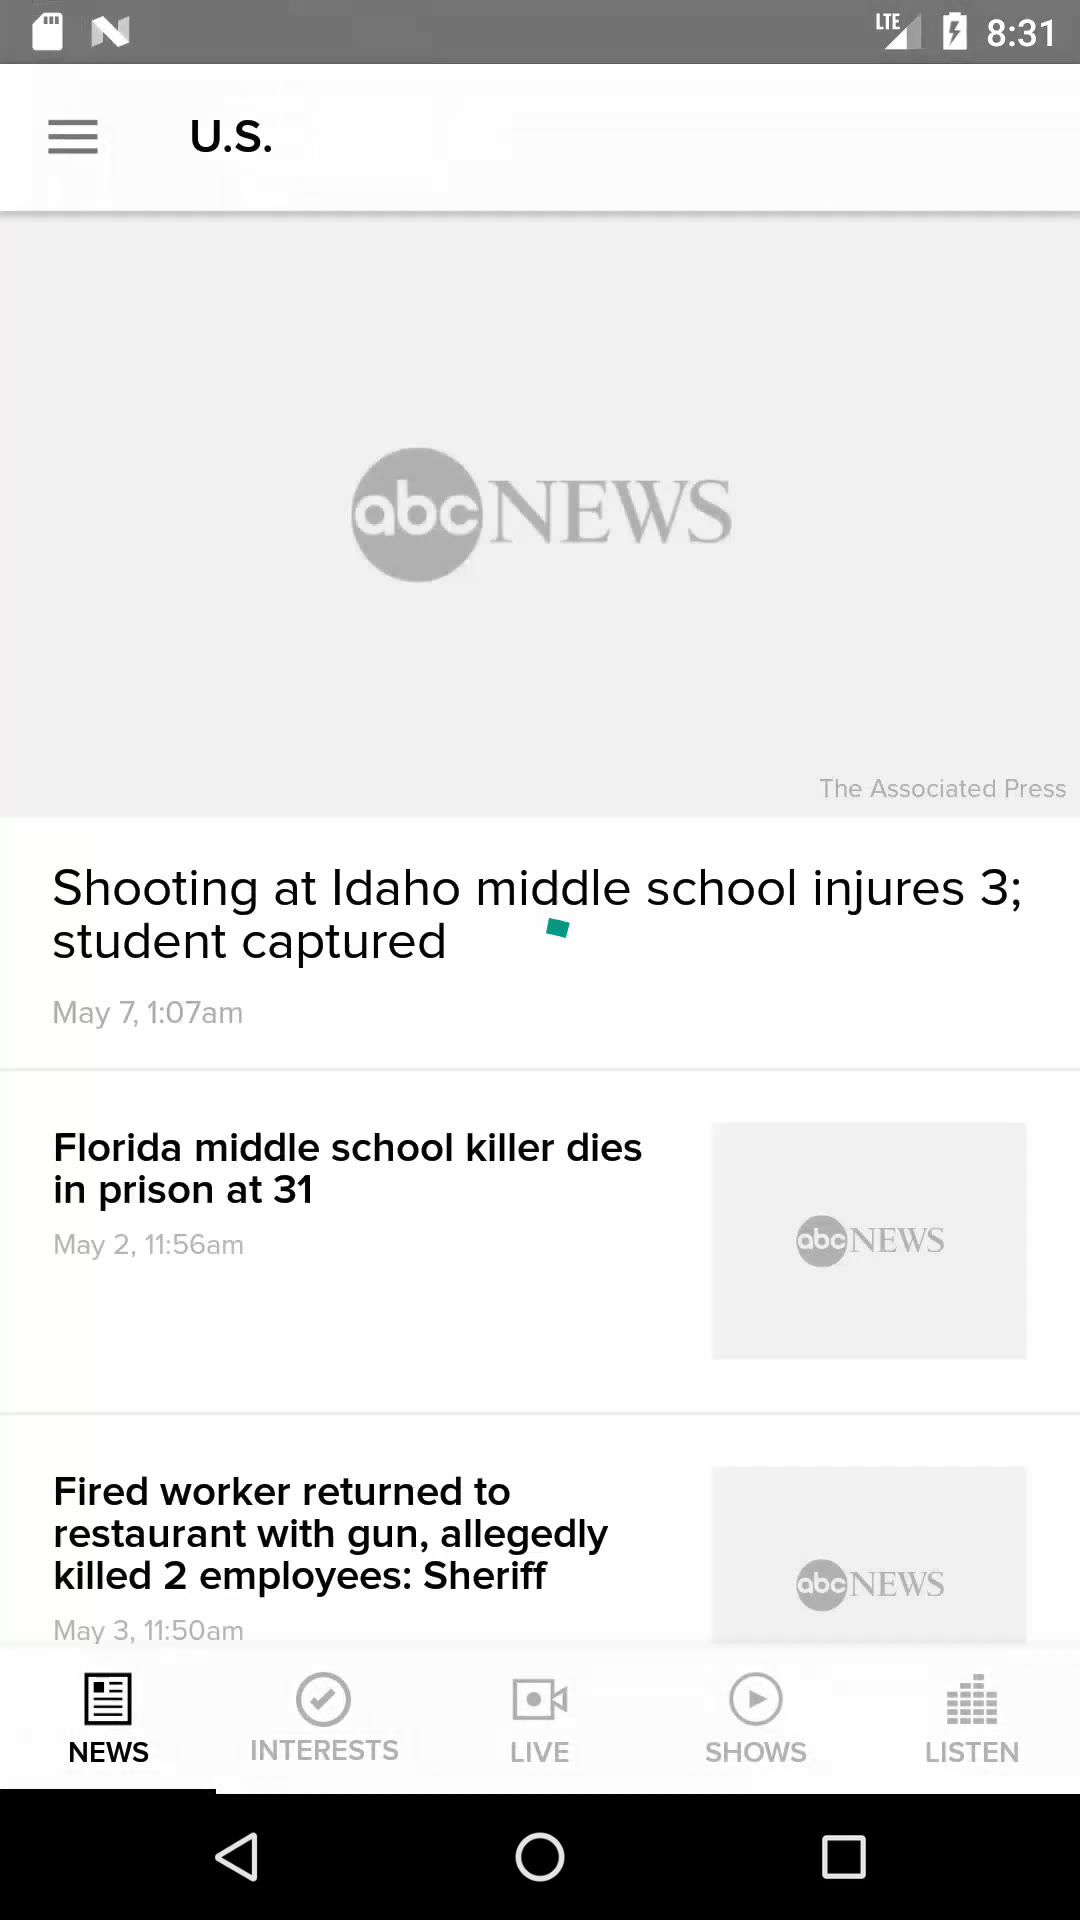 LTE 8:31
U.S.
abc NEWS
The Associated Press
Shooting at Idaho middle school injures 3;
student captured
May 7, 1:07am
Florida middle school killer dies
in prison at 31
May 2, 11:56am
abc NEWS
Fired worker returned to
restaurant with gun, allegedly
killed 2 employees: Sheriff
May 3, 11:50am
abc NEWS
NEWS INTERESTS LIVE SHOWS LISTEN